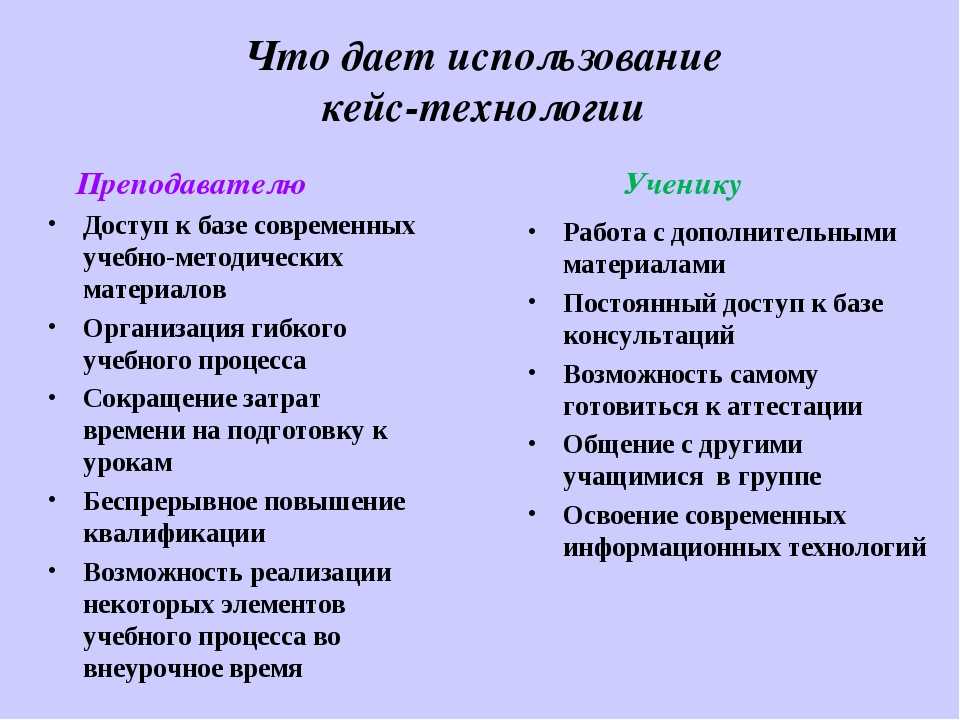 Что дает использование
кейс-технологии
Преподавателю
• Доступ к базе современных
учебно-методических
материалов
• Организация гибкого
учебного процесса
• Сокращение затрат
времени на подготовку к
урокам
• Беспрерывное повышение
квалификации
• Возможность реализации
некоторых элементов
учебного процесса во
внеурочное время
Ученику
• Работа с дополнительными
материалами
• Постоянный доступ к базе
консультаций
• Возможность самому
готовиться к аттестации
• Общение с другими
учащимися в группе
• Освоение современных
информационных технологий